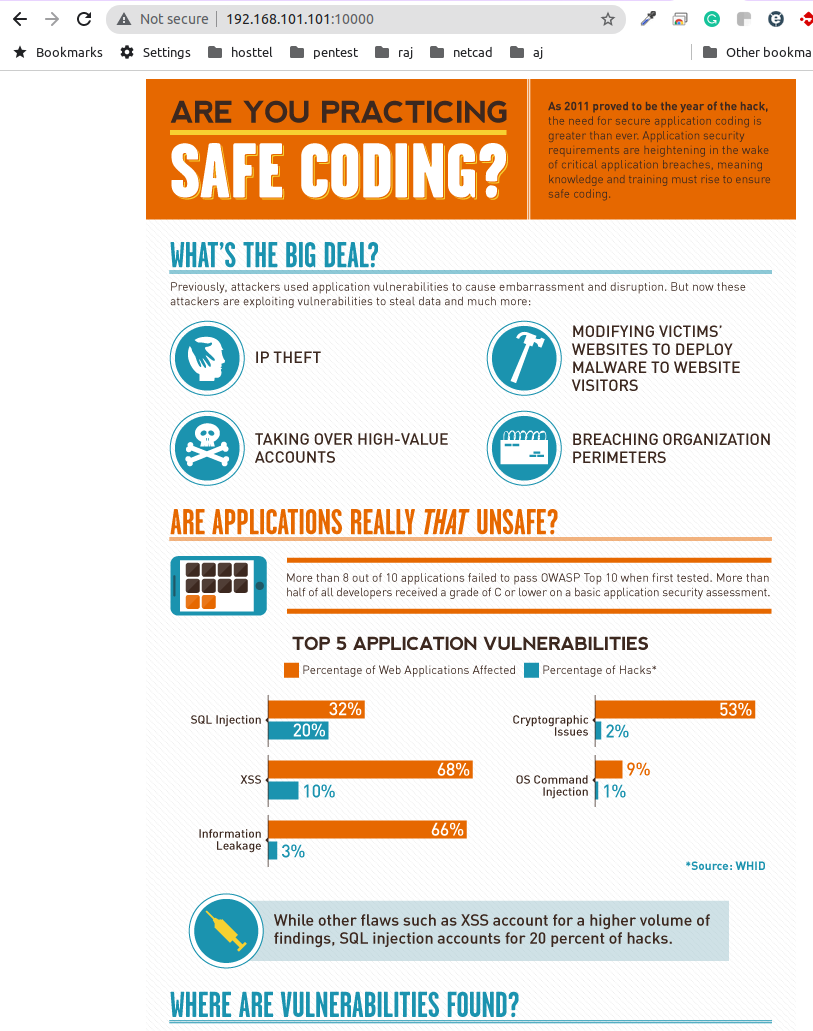 Not secure | 192.168.101.101:10000
Bookmarks Settings hosttel pentest raj netcad aj Other bookma
ARE YOU PRACTICING
SAFE CODING?
As 2011 proved to be the year of the hack,
the need for secure application coding is
greater than ever. Application security
requirements are heightening in the wake
of critical application breaches, meaning
knowledge and training must rise to ensure
safe coding.
WHAT'S THE BIG DEAL?
Previously, attackers used application vulnerabilities to cause embarrassment and disruption. But now these
attackers are exploiting vulnerabilities to steal data and much more:
IP THEFT
MODIFYING VICTIMS'
WEBSITES TO DEPLOY
MALWARE TO WEBSITE
VISITORS
TAKING OVER HIGH-VALUE
ACCOUNTS
BREACHING ORGANIZATION
PERIMETERS
ARE APPLICATIONS REALLY THAT UNSAFE?
More than 8 out of 10 applications failed to pass OWASP Top 10 when first tested. More than
half of all developers received a grade of C or lower on a basic application security assessment.
TOP 5 APPLICATION VULNERABILITIES
Percentage of Web Applications Affected Percentage of Hacks*
SQL Injection
32%
20%
XSS
68%
10%
Information
Leakage
66%
3%
Cryptographic
Issues
53%
2%
OS Command
Injection
9%
1%
*Source: WHID
While other flaws such as XSS account for a higher volume of
findings, SQL injection accounts for 20 percent of hacks.
WHERE ARE VULNERABILITIES FOUND?